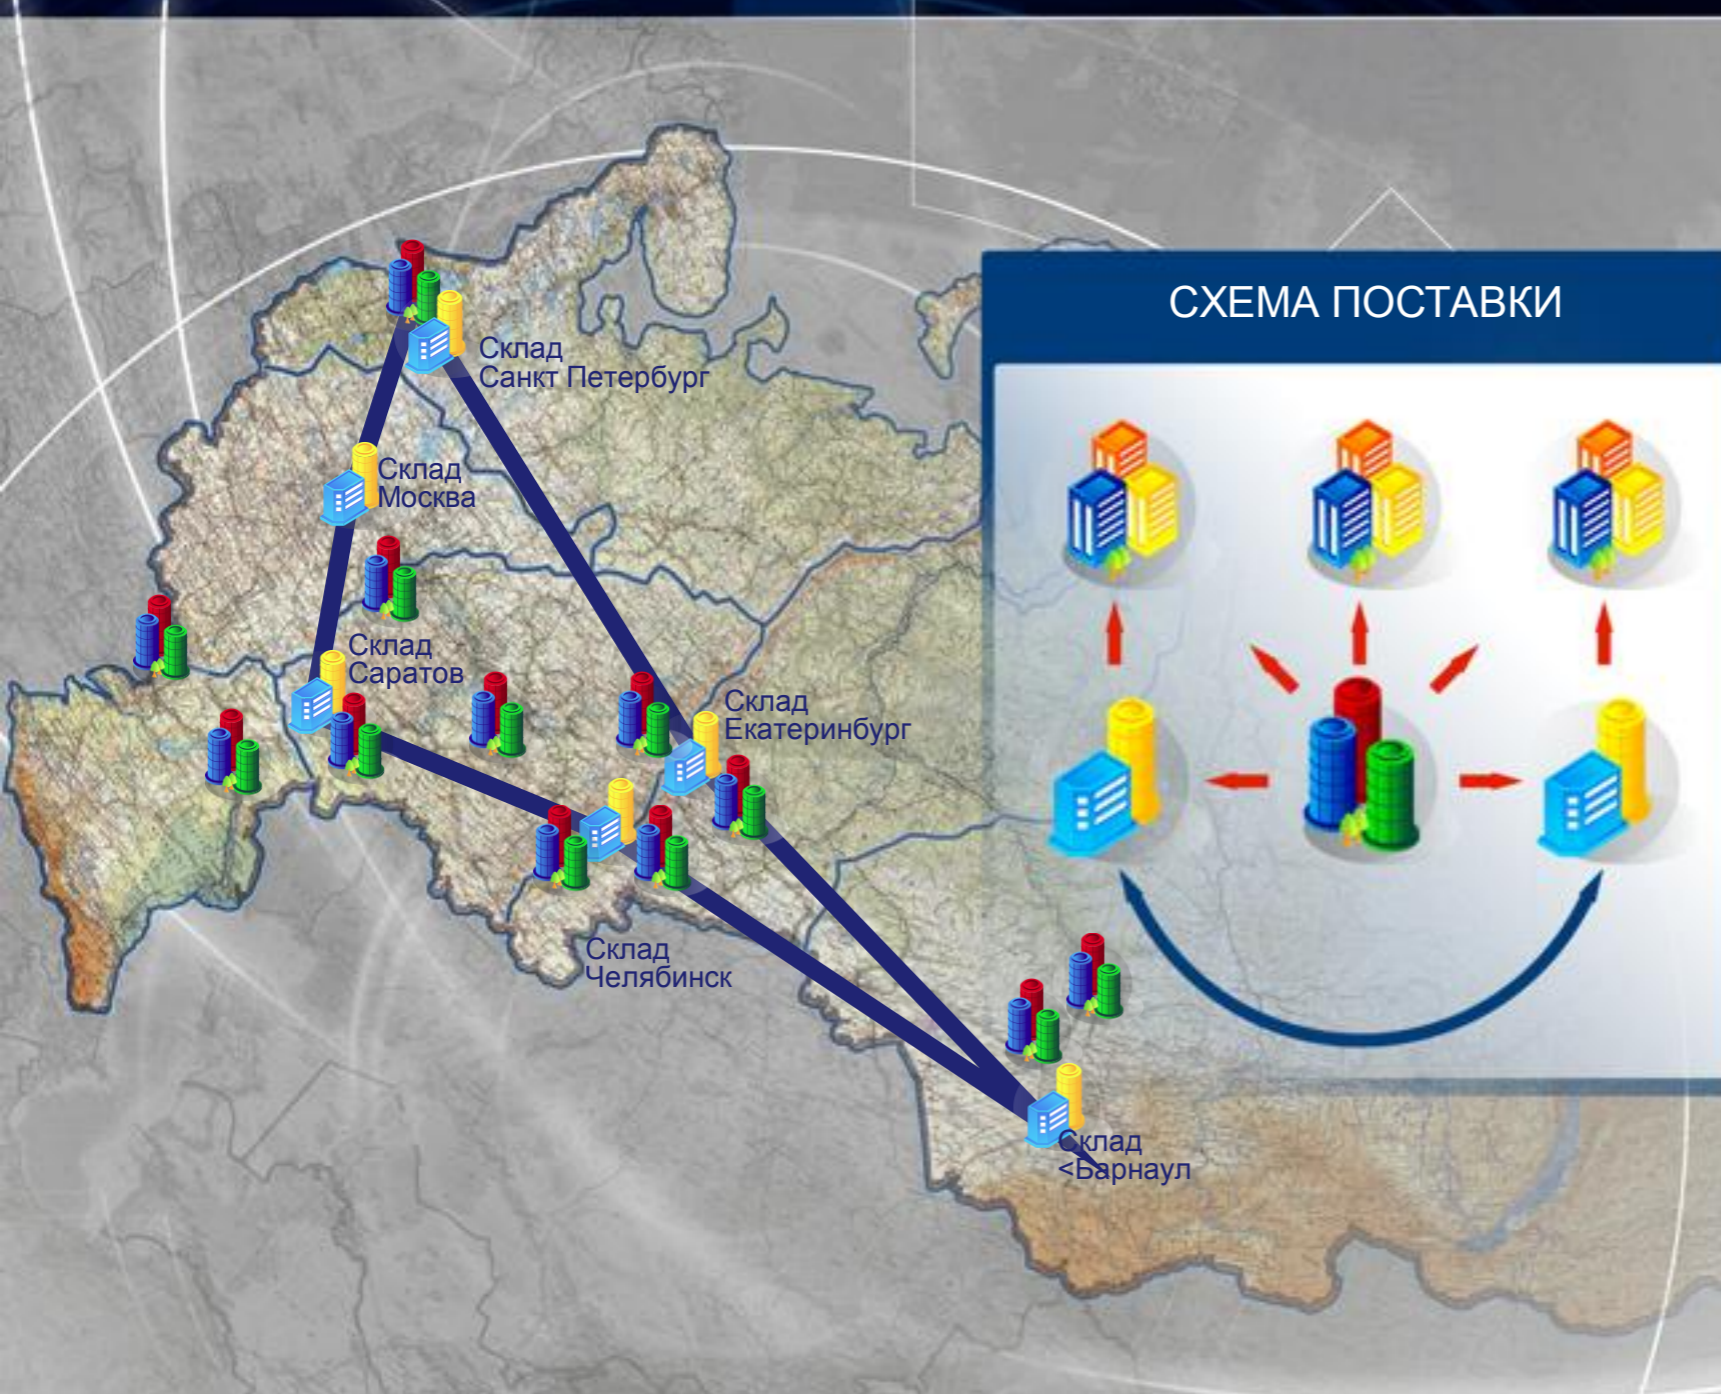 СХЕМА ПОСТАВКИ
Склад
Санкт Петербург
Склад
Москва
Склад
Саратов
Склад
Екатеринбург
Склад
Челябинск
Склад
<Барнаул